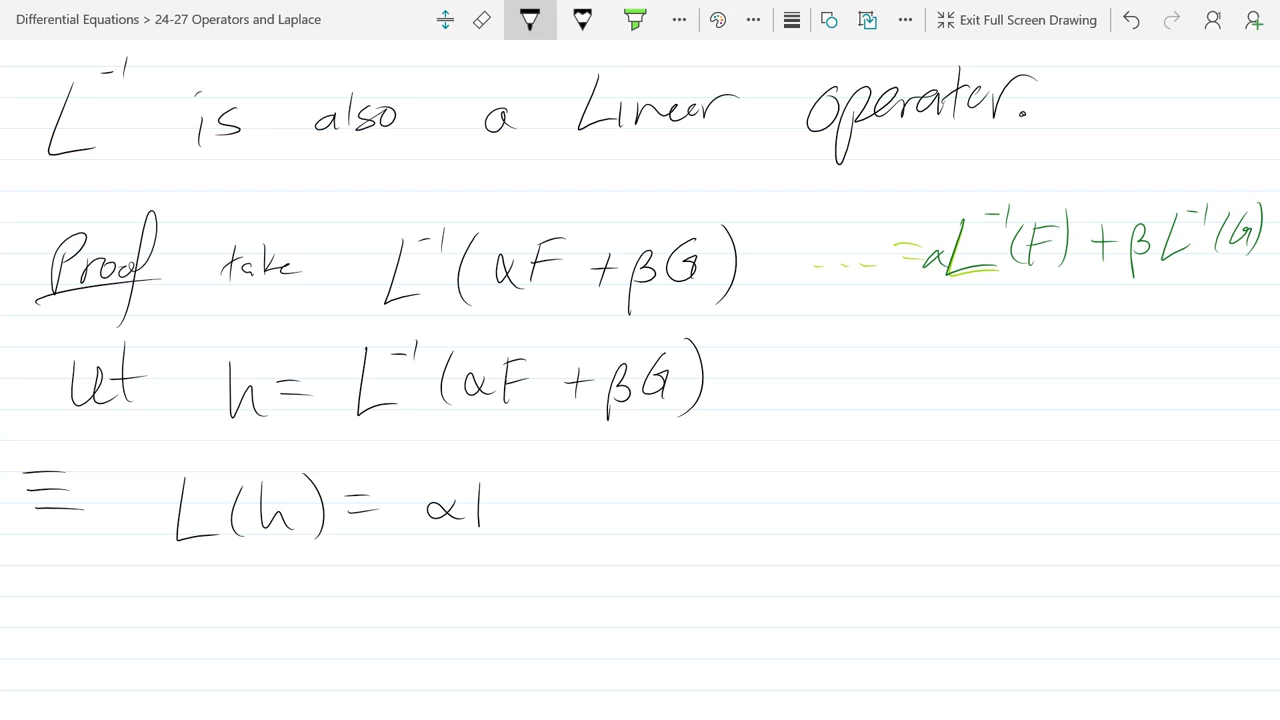 Differential Equations > 24-27 Operators and Laplace
Exit Full Screen Drawing
L⁻¹ is also a Linear operator.
Proof take L⁻¹(αF + βG) .... = αL⁻¹(F) + βL⁻¹(G)
Let h = L⁻¹(αF + βG)
≡ L(h) = α